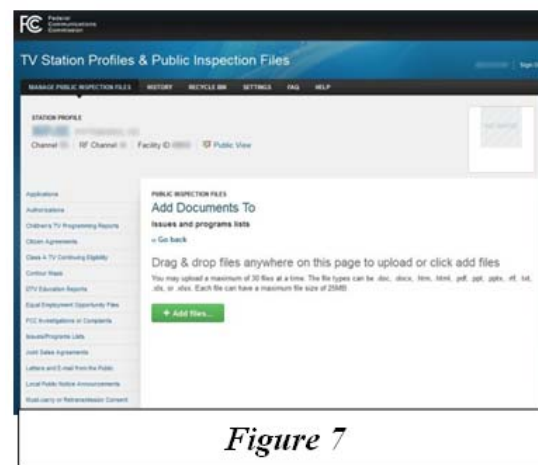 FCC Federal
Communications
Commission
TV Station Profiles & Public Inspection Files
Sign
MANAGE PUBLIC INSPECTION FILES HISTORY RECYCLE BIN SETTINGS FAQ HELP
STATION PROFILE
Channel RF Channel Facility ID Public View
Applications
Authorizations
Children's TV Programming Reports
Citizen Agreements
Class A TV Continuing Eligibility
Contour Maps
DTV Education Reports
Equal Employment Opportunity Files
FCC Investigations or Complaints
Issues/Programs Lists
Joint Sales Agreements
Letters and E-mail from the Public
Local Public Notice Announcements
Must-carry or Retransmission Consent
PUBLIC INSPECTION FILES
Add Documents To
Issues and programs lists
« Go back
Drag & drop files anywhere on this page to upload or click add files
You may upload a maximum of 30 files at a time. The file types can be .doc, .docx, .htm, .html, .pdf, .ppt, .pptx, .rtf, .txt,
.xls, or .xlsx. Each file can have a maximum file size of 25MB
+ Add files...
Figure 7